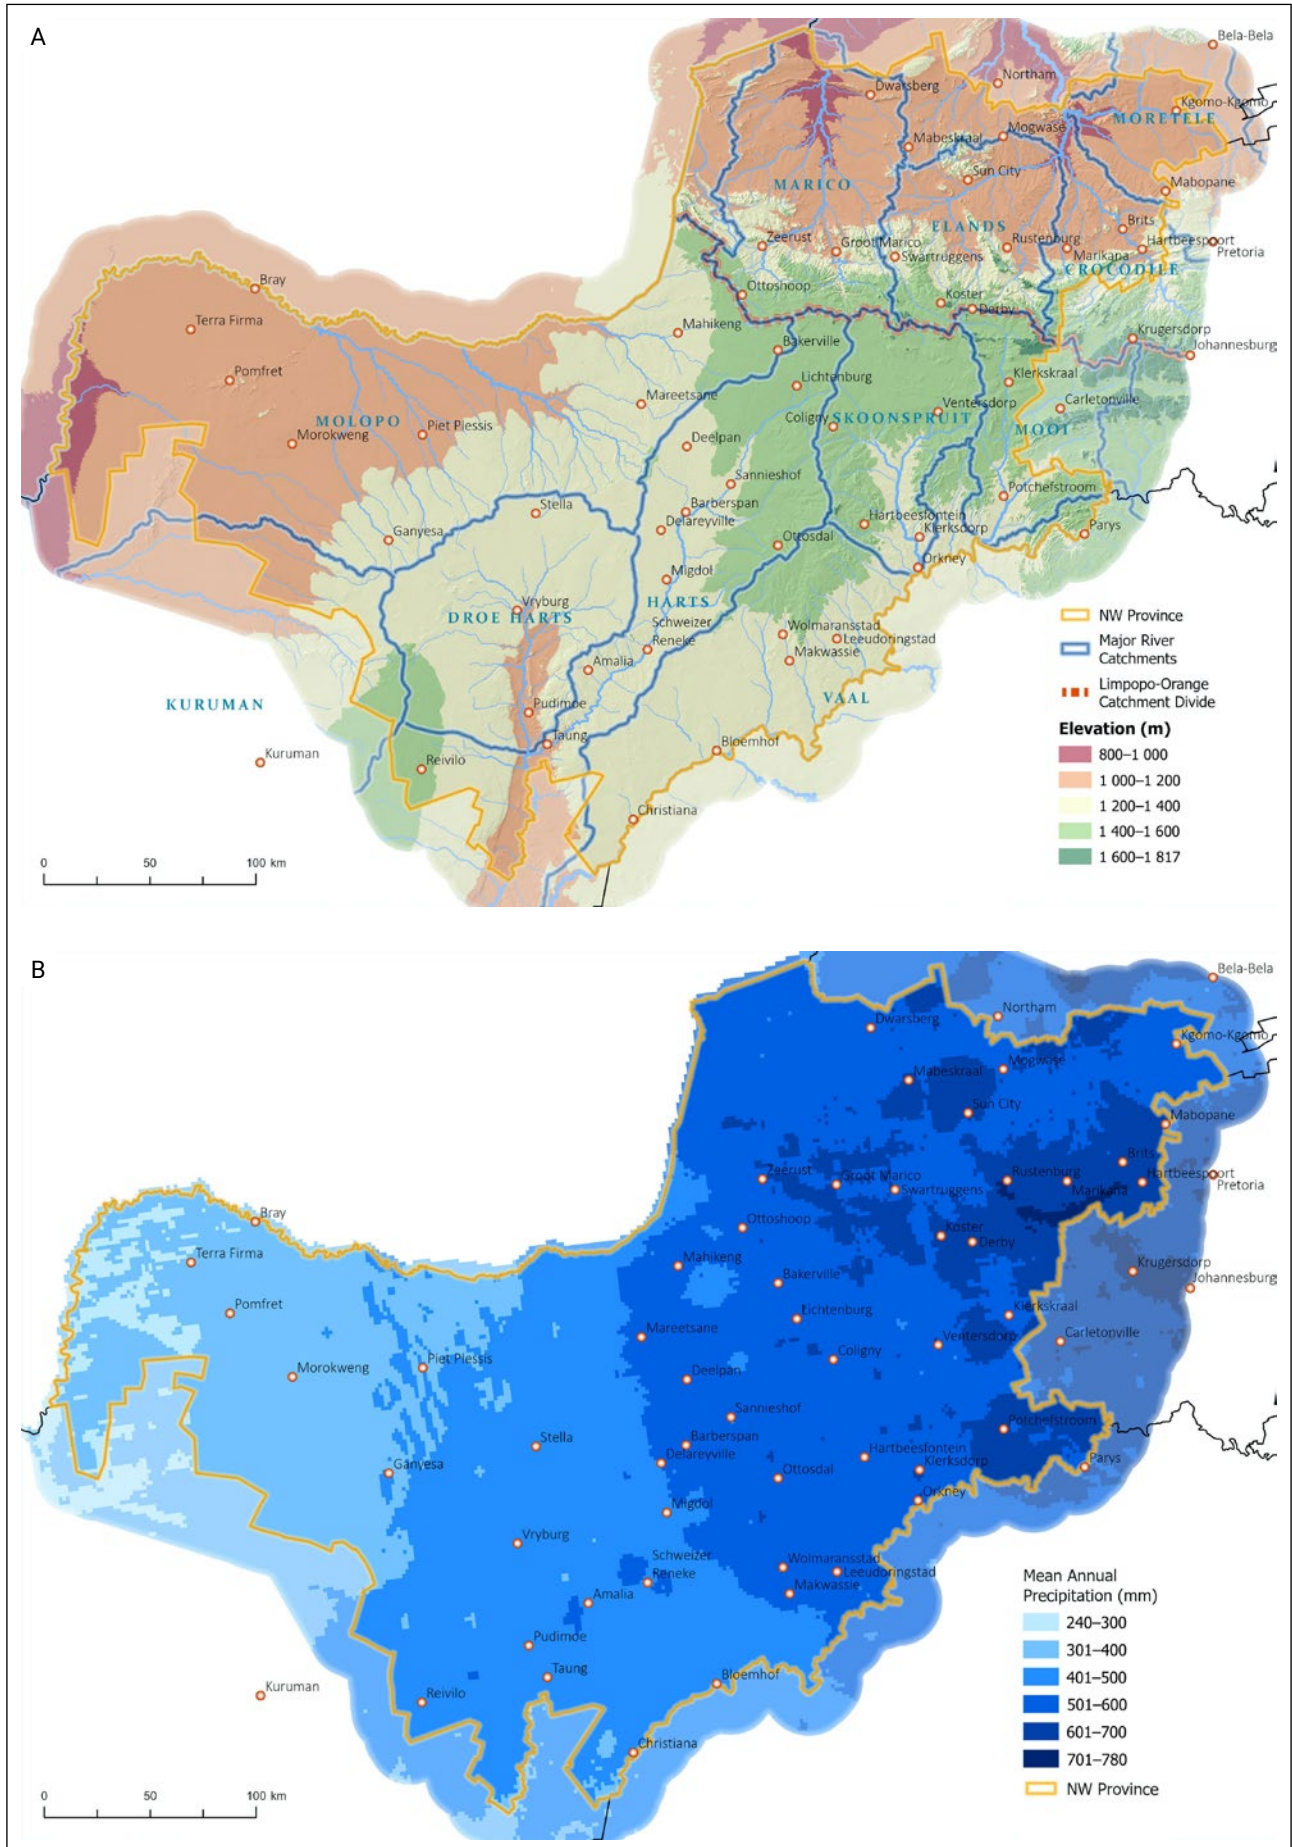 A
Bela-Bela
Northam
Dwarsberg
Kgomo-Kgomo
MORETELE
Mogwase
Mabeskraal
Sun City
MARICO
Mabopane
ELANDS
Brits
Zeerust
Groot Marico
Rustenburg
Hartbeespoort
Swartruggens
Marikana
Pretoria
CROCODILE
Bray
Ottoshoop
Koster
Derby
Terra Firma
Mahikeng
Krugersdorp
Bakerville
Johannesburg
Pomfret
Lichtenburg
Klerkskraal
Mareetsane
Carletonville
Ventersdorp
MOLOPO
Piet Plessis
Coligny
SKOONSPRUIT
MOOI
Morokweng
Deelpan
Sannieshof
Potchefstroom
Stella
Barberspan
Delareyville
Hartbeesfontein
Klerksdorp
Parys
Ganyesa
Ottosdal
Orkney
Migdol
Vryburg
HARTS
DROE HARTS
Schweizer
Reneke
Wolmaransstad
Leeudoringstad
Makwassie
Amalia
KURUMAN
VAAL
Pudimoe
Taung
Bloemhof
Kuruman
Reivilo
Christiana
NW Province
Major River
Catchments
Limpopo-Orange
Catchment Divide
Elevation (m)
800–1 000
1 000–1 200
1 200–1 400
1 400–1 600
1 600–1 817
0 50 100 km
B
Bela-Bela
Northam
Dwarsberg
Kgomo-Kgomo
Mogwase
Mabeskraal
Sun City
Mabopane
Brits
Zeerust
Groot Marico
Rustenburg
Hartbeespoort
Swartruggens
Marikana
Pretoria
Bray
Ottoshoop
Koster
Derby
Terra Firma
Mahikeng
Krugersdorp
Bakerville
Johannesburg
Pomfret
Lichtenburg
Klerkskraal
Mareetsane
Carletonville
Ventersdorp
Piet Plessis
Coligny
Morokweng
Deelpan
Sannieshof
Potchefstroom
Stella
Barberspan
Delareyville
Hartbeesfontein
Klerksdorp
Parys
Ganyesa
Ottosdal
Orkney
Migdol
Vryburg
Schweizer
Reneke
Wolmaransstad
Leeudoringstad
Makwassie
Amalia
Pudimoe
Taung
Bloemhof
Kuruman
Reivilo
Christiana
Mean Annual
Precipitation (mm)
240–300
301–400
401–500
501–600
601–700
701–780
NW Province
0 50 100 km